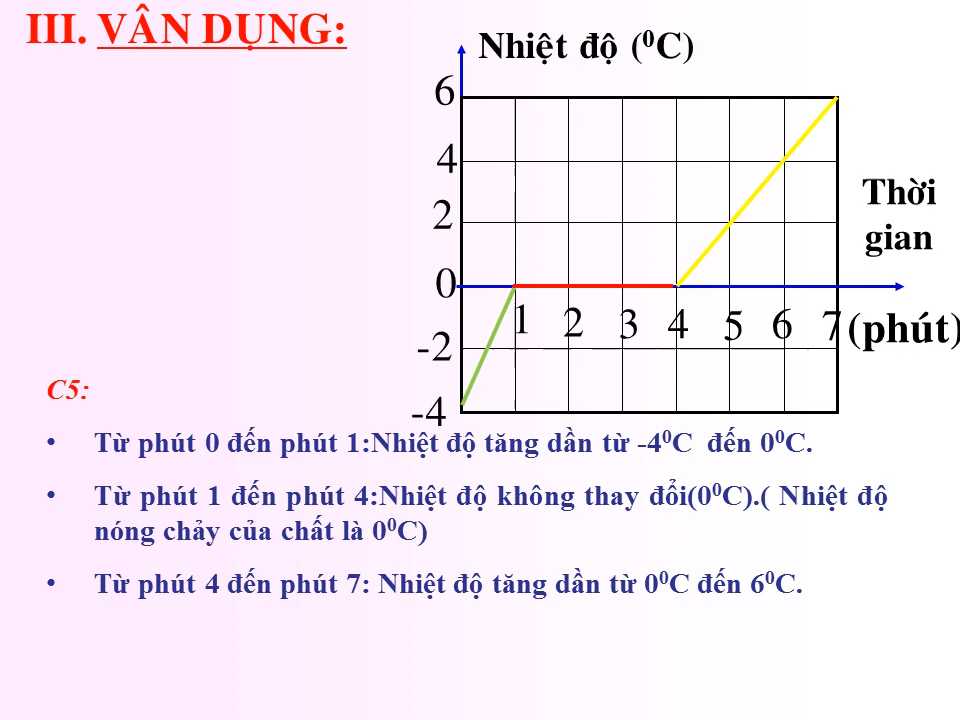 III. VÂN DỤNG:
Nhiệt độ (⁰C)
6
4
2
0
-2
-4
1 2 3 4 5 6 7
Thời
gian
(phút)
C5:
• Từ phút 0 đến phút 1:Nhiệt độ tăng dần từ -4⁰C đến 0⁰C.
• Từ phút 1 đến phút 4:Nhiệt độ không thay đổi(0⁰C).( Nhiệt độ
nóng chảy của chất là 0⁰C)
• Từ phút 4 đến phút 7: Nhiệt độ tăng dần từ 0⁰C đến 6⁰C.